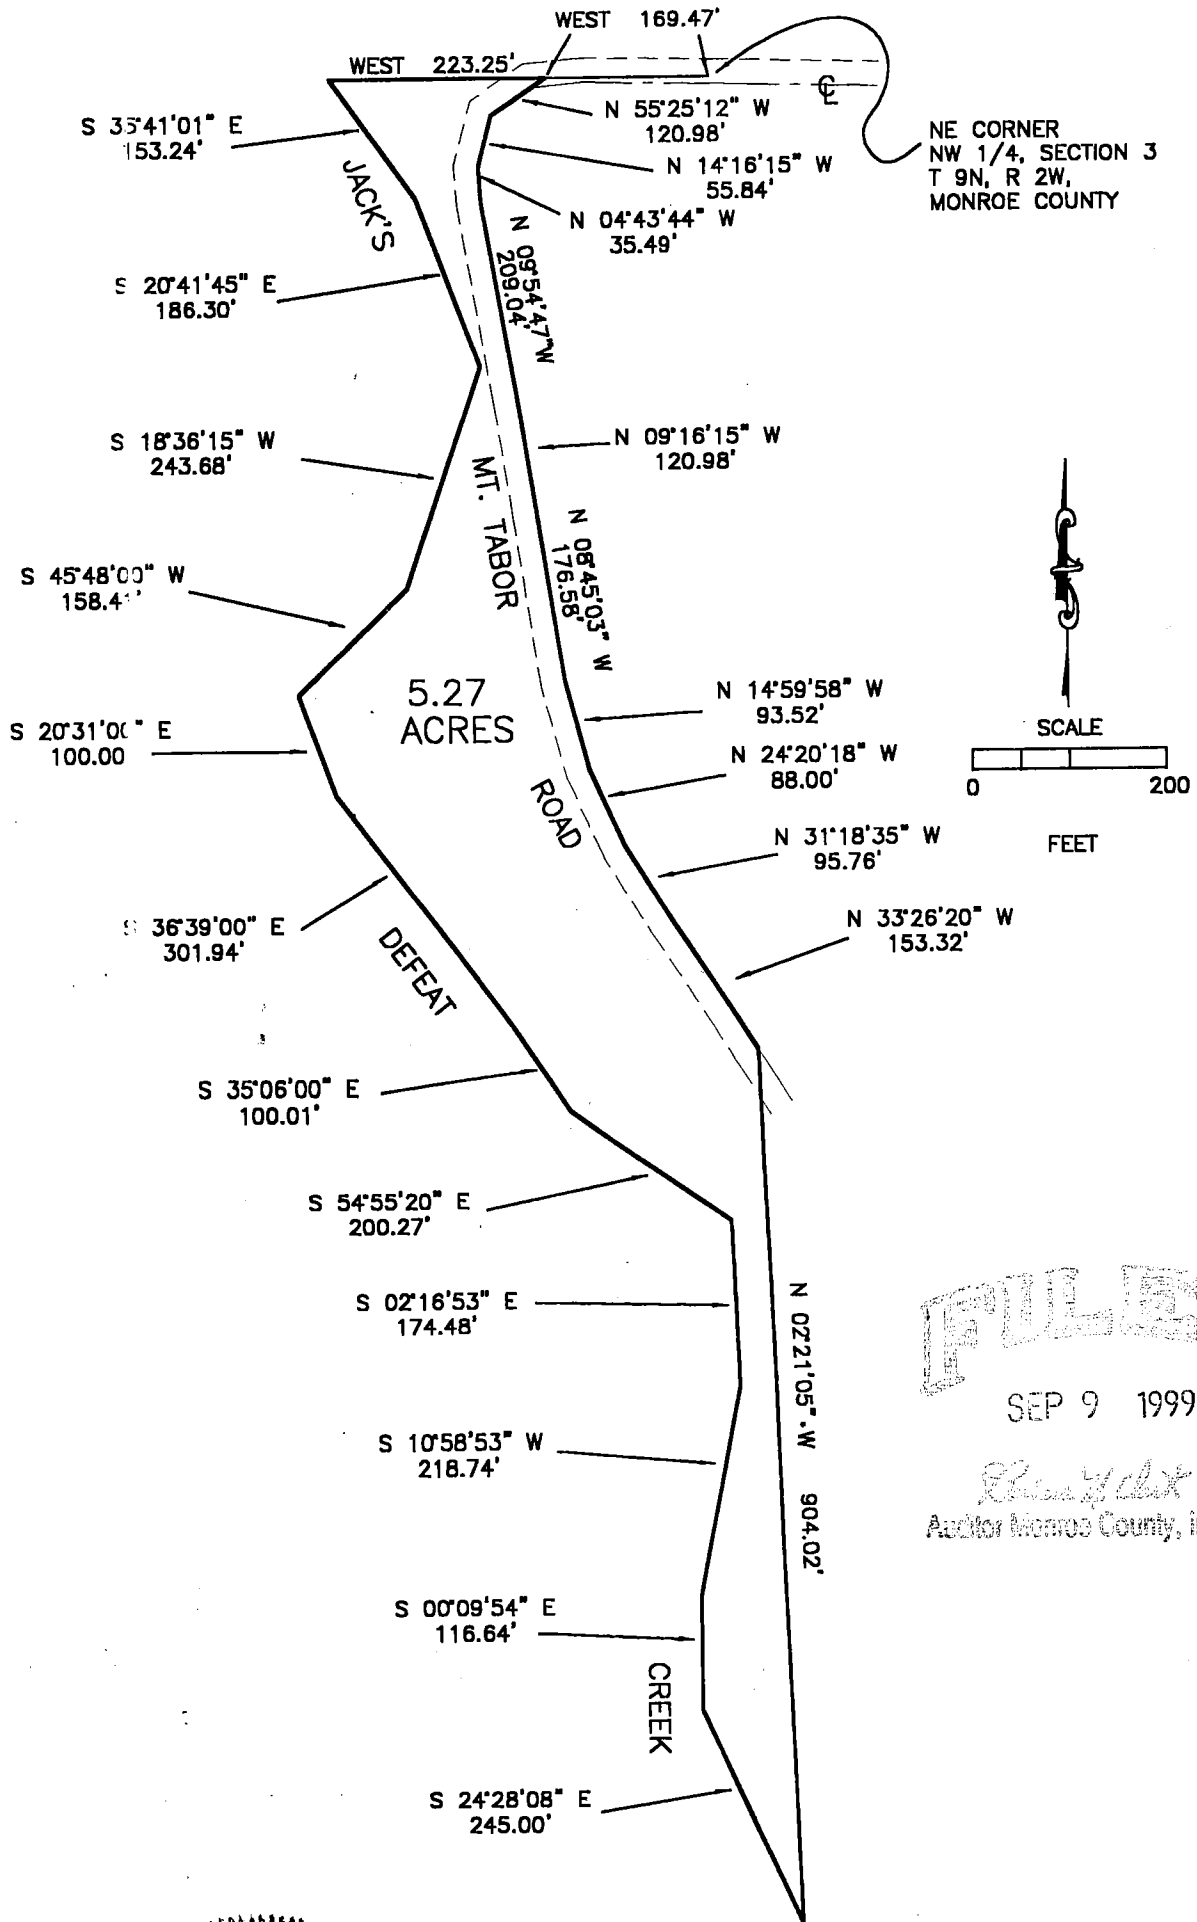 WEST 169.47'
WEST 223.25'
℄
N 55°25'12" W
120.98'
NE CORNER
NW 1/4, SECTION 3
T 9N, R 2W,
MONROE COUNTY
S 35°41'01" E
153.24'
N 14°16'15" W
55.84'
JACK'S
N 04°43'44" W
35.49'
N 09°54'47" W
209.04'
S 20°41'45" E
186.30'
S 18°36'15" W
243.68'
N 09°16'15" W
120.98'
MT. TABOR
N 08°45'03" W
176.58'
S 45°48'00" W
158.41'
5.27
ACRES
N 14°59'58" W
93.52'
S 20°31'00" E
100.00
SCALE
0 200
FEET
N 24°20'18" W
88.00'
ROAD
N 31°18'35" W
95.76'
S 36°39'00" E
301.94'
N 33°26'20" W
153.32'
DEFEAT
S 35°06'00" E
100.01'
S 54°55'20" E
200.27'
S 02°16'53" E
174.48'
N 02°21'05" W 904.02'
FILE
SEP 9 1999
Auditor Monroe County, I
S 10°58'53" W
218.74'
S 00°09'54" E
116.64'
CREEK
S 24°28'08" E
245.00'